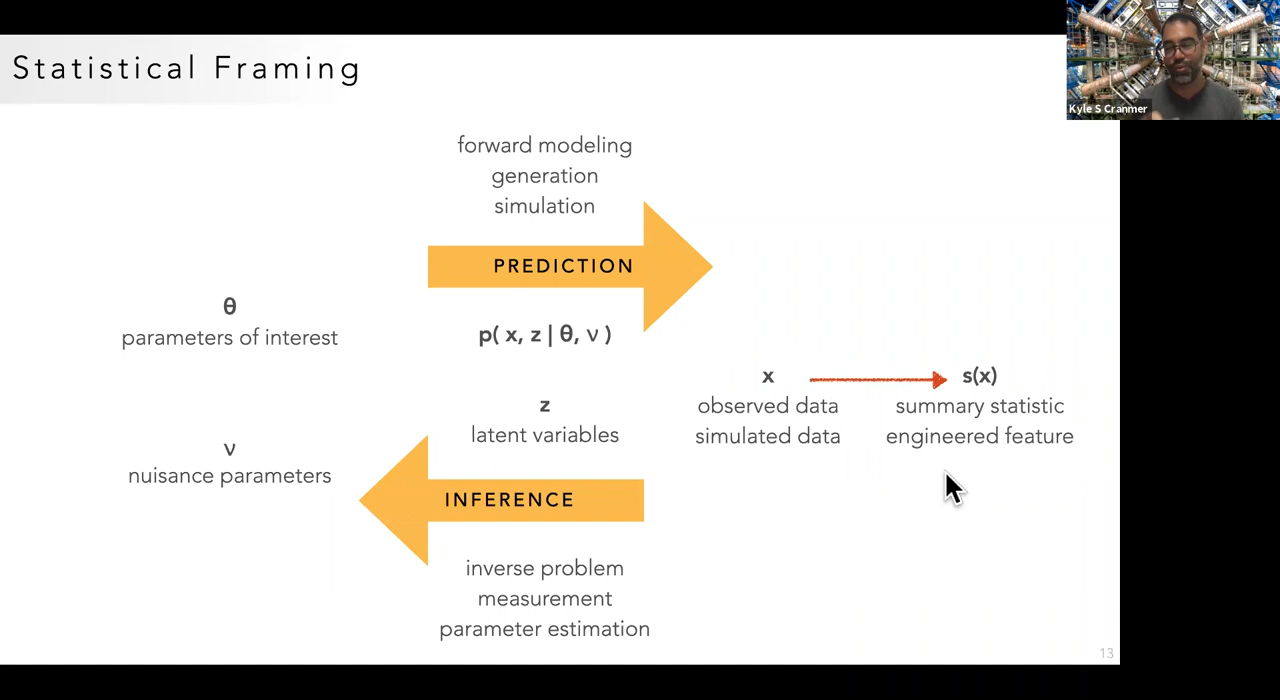 Statistical Framing
Kyle S Cranmer
forward modeling
generation
simulation
PREDICTION
θ
parameters of interest
p( x, z | θ, ν )
x
observed data
simulated data
s(x)
summary statistic
engineered feature
z
latent variables
ν
nuisance parameters
INFERENCE
inverse problem
measurement
parameter estimation
13